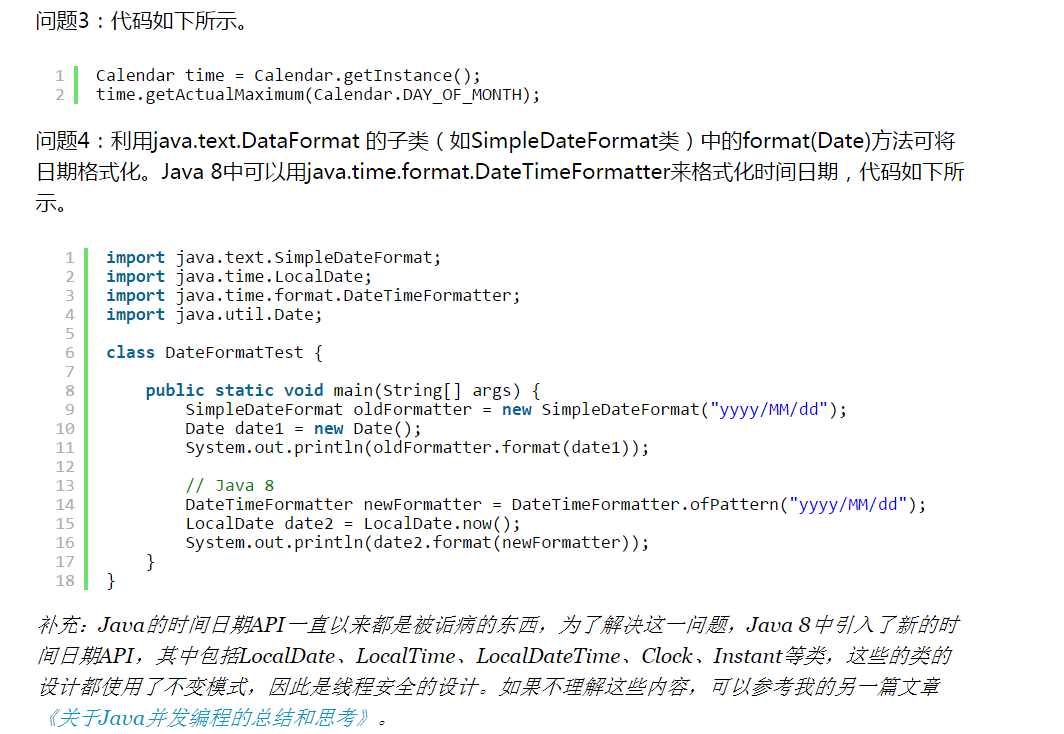 问题3：代码如下所示。
1 Calendar time = Calendar.getInstance();
2 time.getActualMaximum(Calendar.DAY_OF_MONTH);
问题4：利用java.text.DataFormat 的子类（如SimpleDateFormat类）中的format(Date)方法可将
日期格式化。Java 8中可以用java.time.format.DateTimeFormatter来格式化时间日期，代码如下所
示。
1 import java.text.SimpleDateFormat;
2 import java.time.LocalDate;
3 import java.time.format.DateTimeFormatter;
4 import java.util.Date;
5
6 class DateFormatTest {
7
8     public static void main(String[] args) {
9         SimpleDateFormat oldFormatter = new SimpleDateFormat("yyyy/MM/dd");
10         Date date1 = new Date();
11         System.out.println(oldFormatter.format(date1));
12
13         // Java 8
14         DateTimeFormatter newFormatter = DateTimeFormatter.ofPattern("yyyy/MM/dd");
15         LocalDate date2 = LocalDate.now();
16         System.out.println(date2.format(newFormatter));
17     }
18 }
补充：Java的时间日期API一直以来都是被诟病的东西，为了解决这一问题，Java 8中引入了新的时
间日期API，其中包括LocalDate、LocalTime、LocalDateTime、Clock、Instant等类，这些的类的
设计都使用了不变模式，因此是线程安全的设计。如果不理解这些内容，可以参考我的另一篇文章
《关于Java并发编程的总结和思考》。